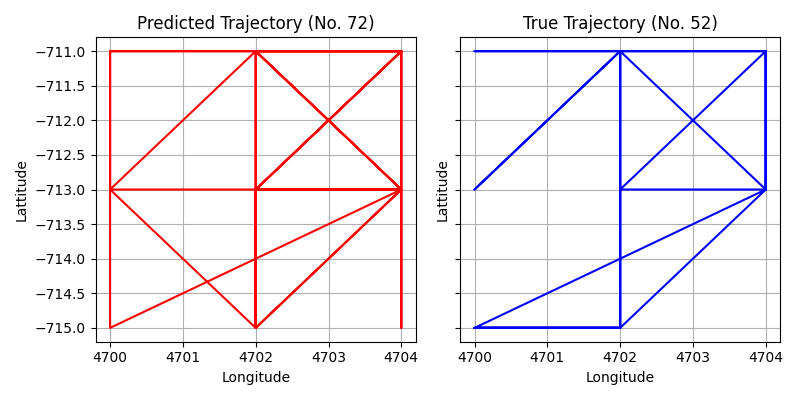 Predicted Trajectory (No. 72)
True Trajectory (No. 52)
Lattitude
−711.0
−711.5
−712.0
−712.5
−713.0
−713.5
−714.0
−714.5
−715.0
4700 4701 4702 4703 4704
Longitude
Lattitude
4700 4701 4702 4703 4704
Longitude